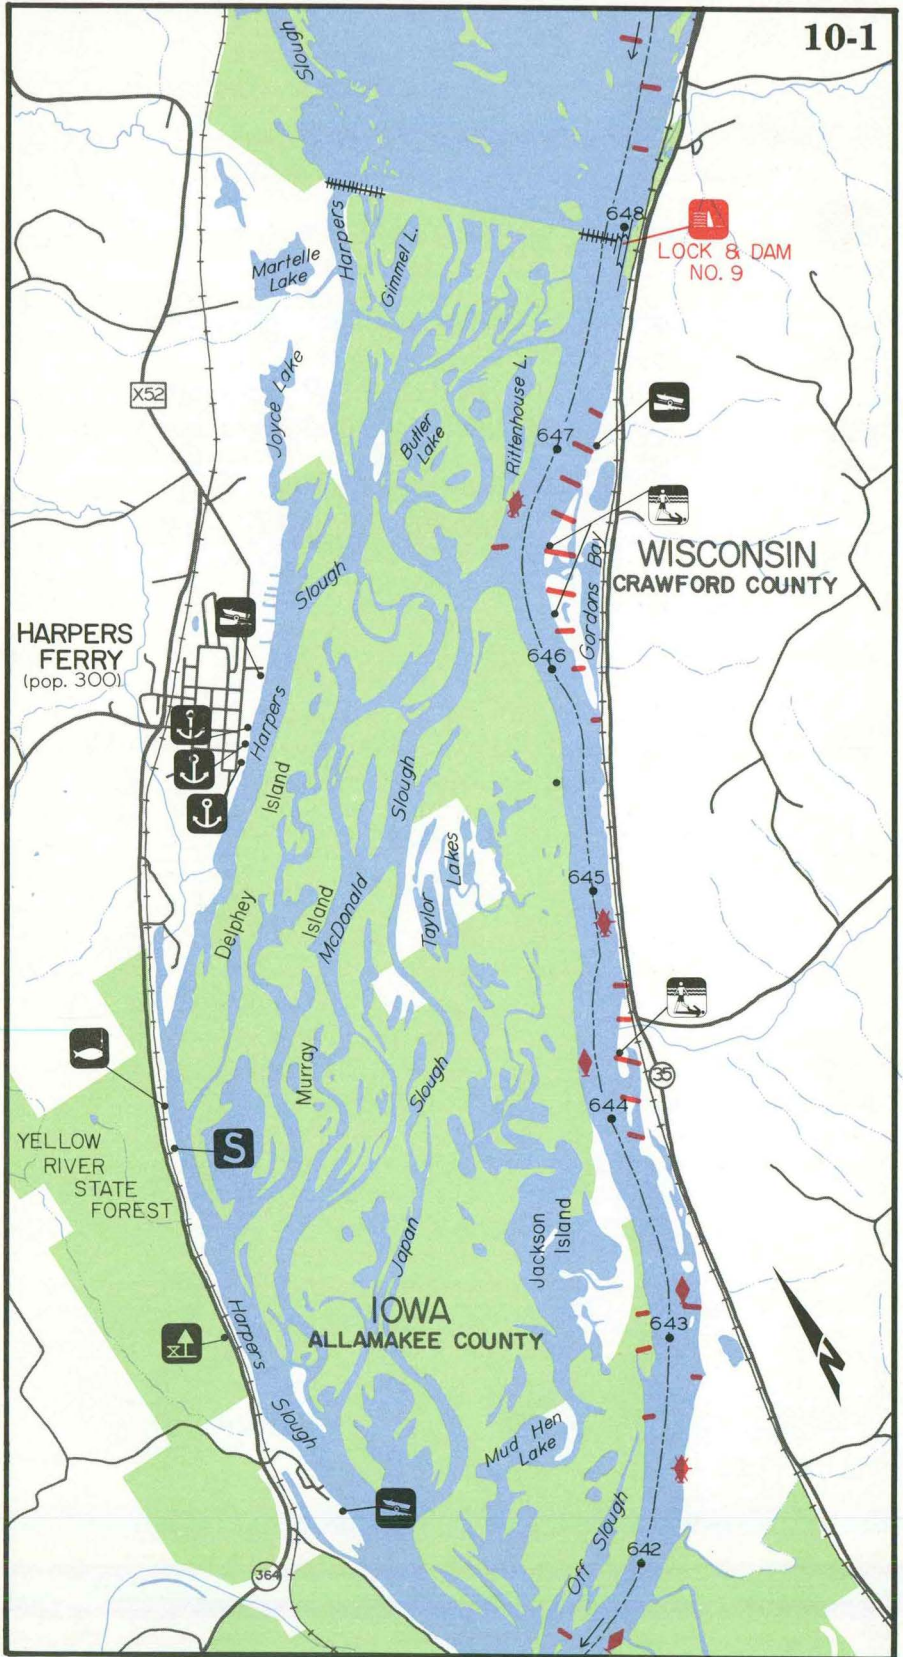 10-1
Slough
648
LOCK & DAM
NO. 9
Harpers
Gimmel L.
Martelle
Lake
X52
Joyce Lake
Butler
Lake
Rittenhouse L.
647
WISCONSIN
CRAWFORD COUNTY
Gordons Bay
Slough
HARPERS
FERRY
(pop. 300)
646
Harpers
Island
Slough
Taylor
Lakes
645
Delphey
Island
McDonald
Murray
Slough
35
644
YELLOW
RIVER
STATE
FOREST
S
Japan
Jackson
Island
IOWA
ALLAMAKEE COUNTY
643
N
Harpers
Slough
Mud Hen
Lake
Off Slough
642
364